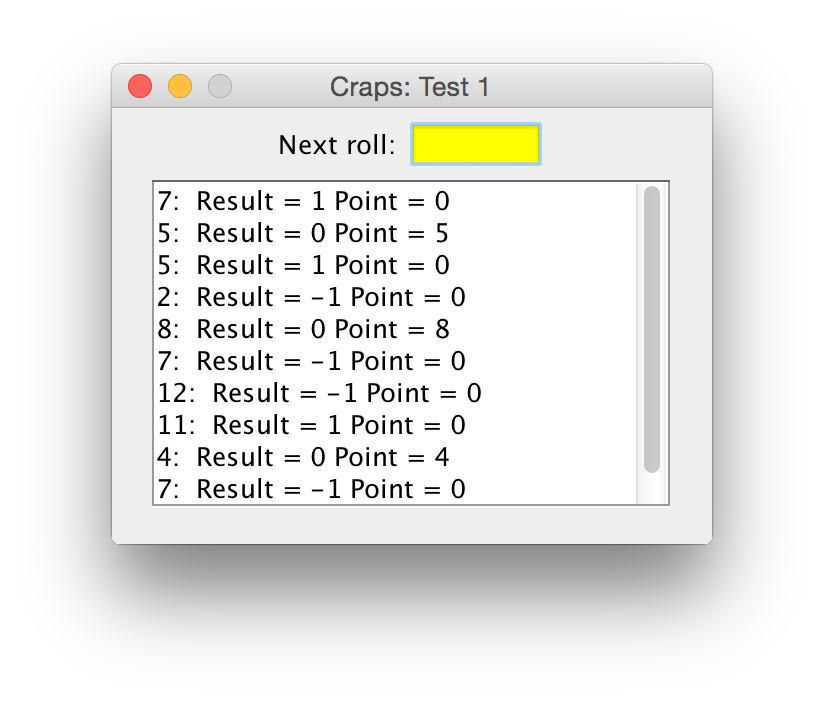 Craps: Test 1
Next roll:
7:  Result = 1 Point = 0
5:  Result = 0 Point = 5
5:  Result = 1 Point = 0
2:  Result = −1 Point = 0
8:  Result = 0 Point = 8
7:  Result = −1 Point = 0
12:  Result = −1 Point = 0
11:  Result = 1 Point = 0
4:  Result = 0 Point = 4
7:  Result = −1 Point = 0